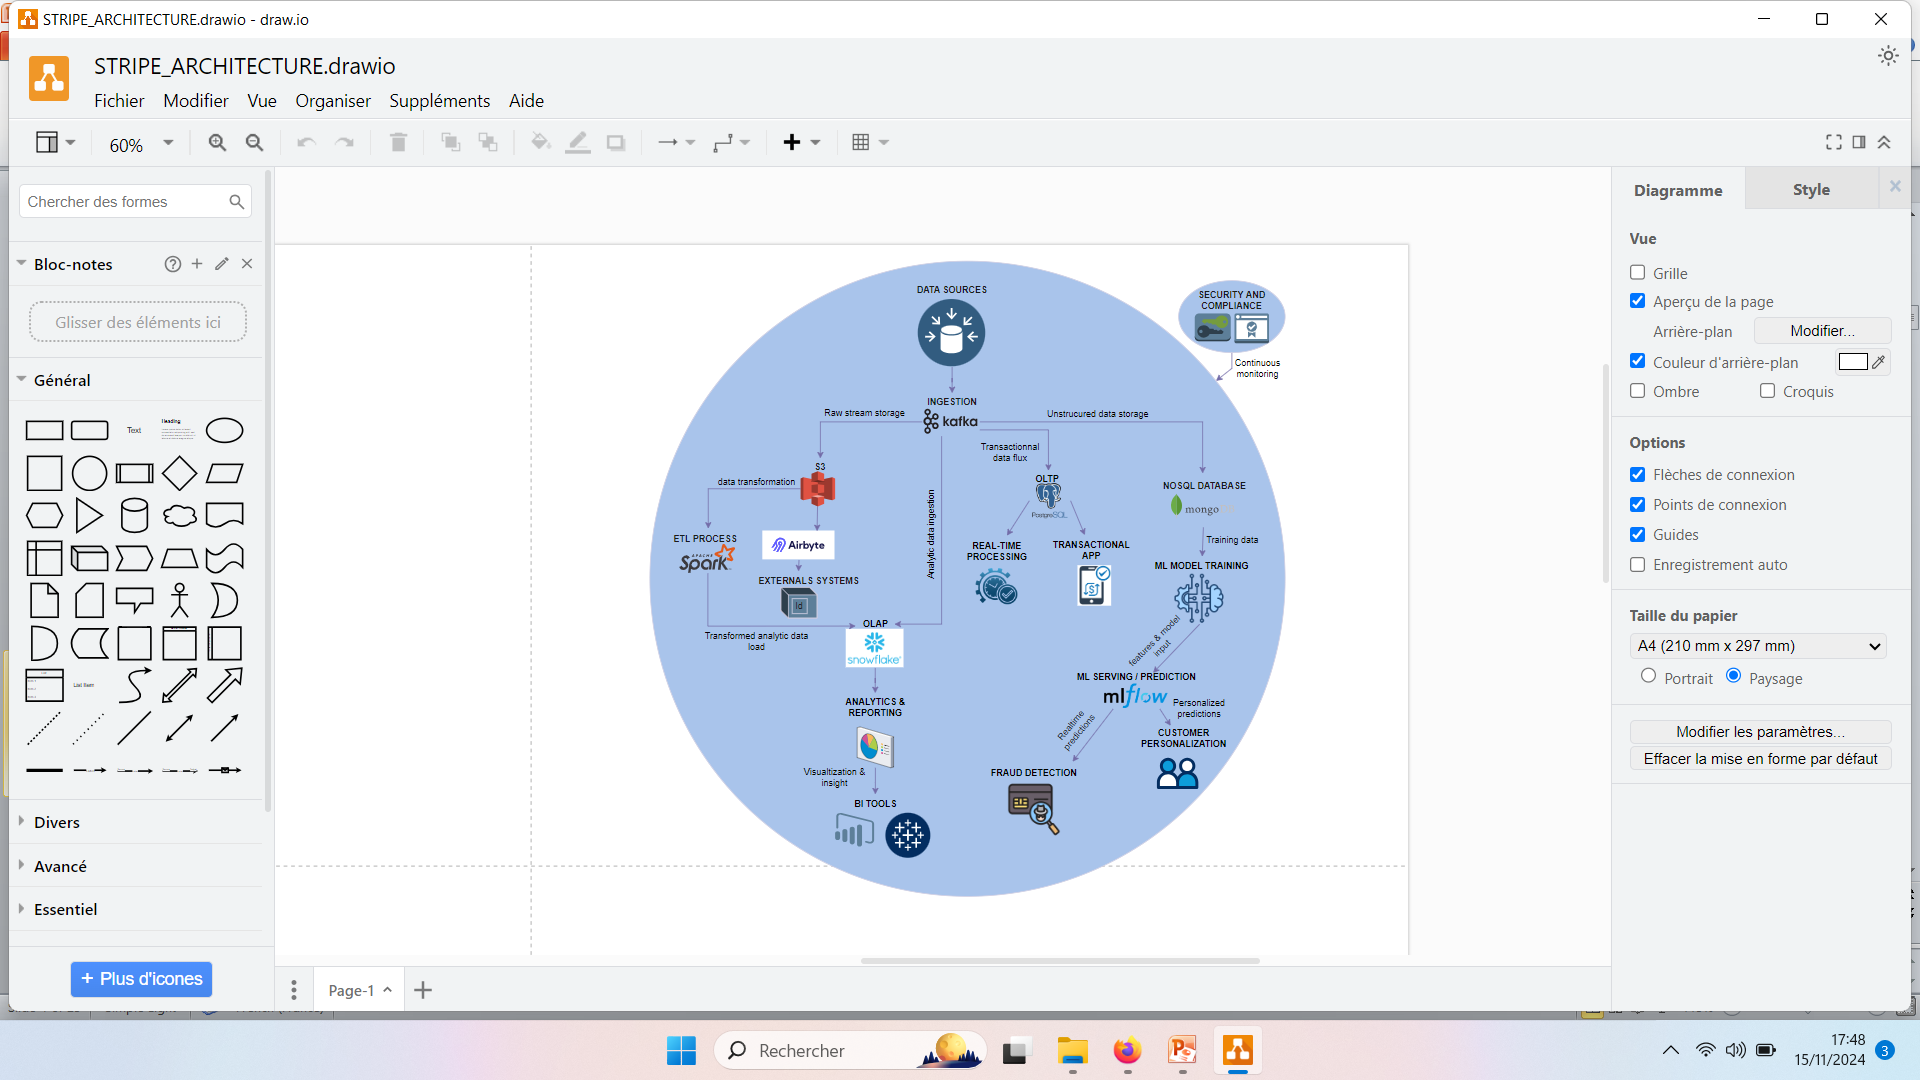 STRIPE_ARCHITECTURE.drawio - draw.io
STRIPE_ARCHITECTURE.drawio
Fichier Modifier Vue Organiser Suppléments Aide
60%
Chercher des formes
Bloc-notes
Glisser des éléments ici
Général
Text
Heading
List Item
Divers
Avancé
Essentiel
+ Plus d'icones
DATA SOURCES
SECURITY AND
COMPLIANCE
Continuous
monitoring
INGESTION
kafka
Raw stream storage
Unstrucured data storage
Transactionnal
data flux
S3
data transformation
OLTP
PostgreSQL
NOSQL DATABASE
mongo
Analytic data ingestion
ETL PROCESS
APACHE
Spark
Airbyte
REAL-TIME
PROCESSING
TRANSACTIONAL
APP
Training data
ML MODEL TRAINING
EXTERNALS SYSTEMS
Id
OLAP
snowflake
Transformed analytic data
load
features & model
input
ML SERVING / PREDICTION
mlflow
Personalized
predictions
ANALYTICS &
REPORTING
Realtime
predictions
CUSTOMER
PERSONALIZATION
Visualtization &
insight
FRAUD DETECTION
BI TOOLS
Page-1
Diagramme
Style
Vue
Grille
Aperçu de la page
Arrière-plan
Modifier...
Couleur d'arrière-plan
Ombre
Croquis
Options
Flèches de connexion
Points de connexion
Guides
Enregistrement auto
Taille du papier
A4 (210 mm x 297 mm)
Portrait
Paysage
Modifier les paramètres...
Effacer la mise en forme par défaut
Rechercher
17:48
15/11/2024
3